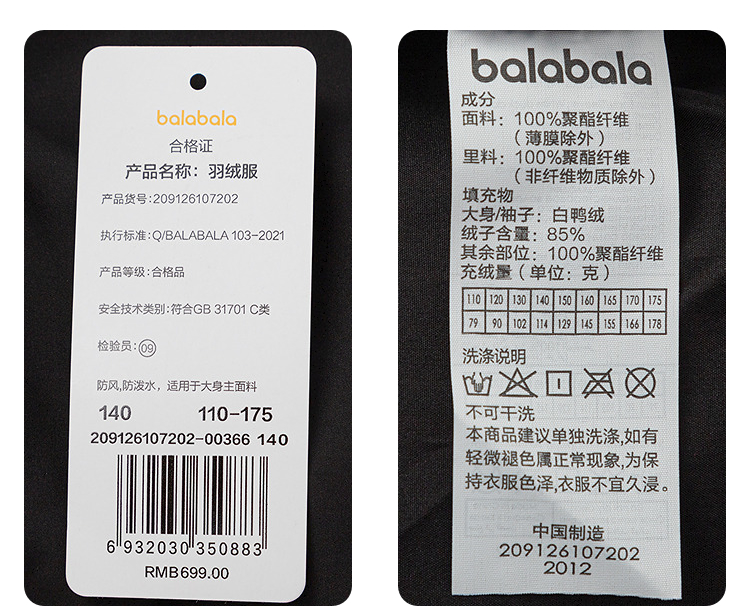 balabala
合格证
产品名称：羽绒服
产品货号:209126107202
执行标准:Q/BALABALA 103-2021
产品等级:合格品
安全技术类别:符合GB 31701 C类
检验员: 09
防风,防泼水，适用于大身主面料
140 110-175
209126107202-00366 140
6 932030 350883
RMB699.00
balabala
成分
面料：100%聚酯纤维
（薄膜除外）
里料：100%聚酯纤维
（非纤维物质除外）
填充物
大身/袖子：白鸭绒
绒子含量：85%
其余部位：100%聚酯纤维
充绒量（单位：克）
110 120 130 140 150 160 165 170 175
79 90 102 114 129 145 155 166 178
洗涤说明
不可干洗
本商品建议单独洗涤,如有
轻微褪色属正常现象,为保
持衣服色泽,衣服不宜久浸。
中国制造
209126107202
2012